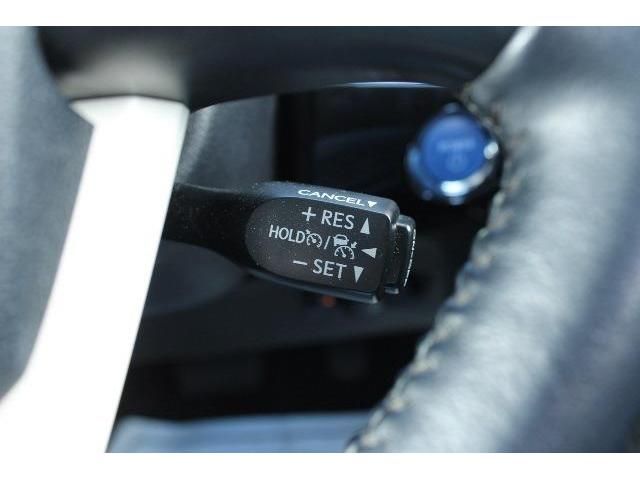 CANCEL▼
+ RES ▲
HOLD / ◀
− SET ▼